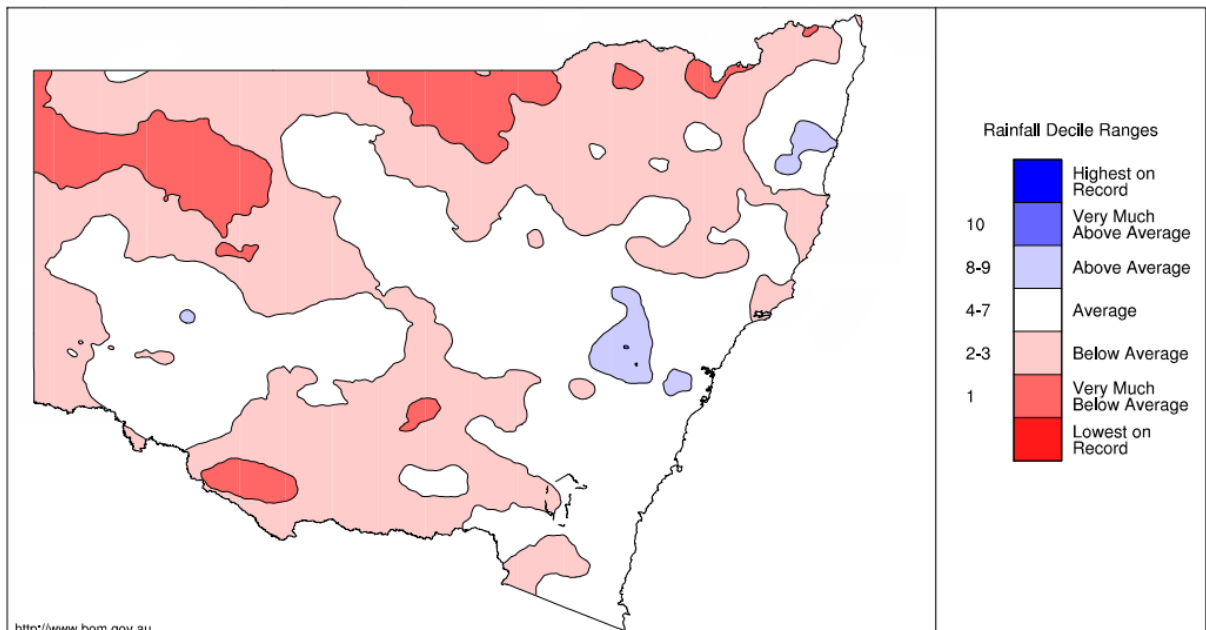 Rainfall Decile Ranges
Highest on
Record
10
Very Much
Above Average
8-9
Above Average
4-7
Average
2-3
Below Average
1
Very Much
Below Average
Lowest on
Record
http://www.bom.gov.au